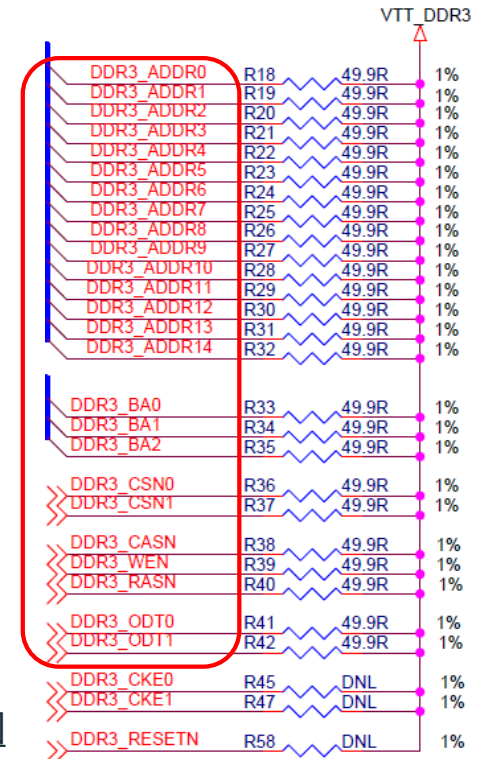 VTT_DDR3
DDR3_ADDR0 R18 49.9R 1%
DDR3_ADDR1 R19 49.9R 1%
DDR3_ADDR2 R20 49.9R 1%
DDR3_ADDR3 R21 49.9R 1%
DDR3_ADDR4 R22 49.9R 1%
DDR3_ADDR5 R23 49.9R 1%
DDR3_ADDR6 R24 49.9R 1%
DDR3_ADDR7 R25 49.9R 1%
DDR3_ADDR8 R26 49.9R 1%
DDR3_ADDR9 R27 49.9R 1%
DDR3_ADDR10 R28 49.9R 1%
DDR3_ADDR11 R29 49.9R 1%
DDR3_ADDR12 R30 49.9R 1%
DDR3_ADDR13 R31 49.9R 1%
DDR3_ADDR14 R32 49.9R 1%
DDR3_BA0 R33 49.9R 1%
DDR3_BA1 R34 49.9R 1%
DDR3_BA2 R35 49.9R 1%
DDR3_CSN0 R36 49.9R 1%
DDR3_CSN1 R37 49.9R 1%
DDR3_CASN R38 49.9R 1%
DDR3_WEN R39 49.9R 1%
DDR3_RASN R40 49.9R 1%
DDR3_ODT0 R41 49.9R 1%
DDR3_ODT1 R42 49.9R 1%
DDR3_CKE0 R45 DNL 1%
DDR3_CKE1 R47 DNL 1%
DDR3_RESETN R58 DNL 1%